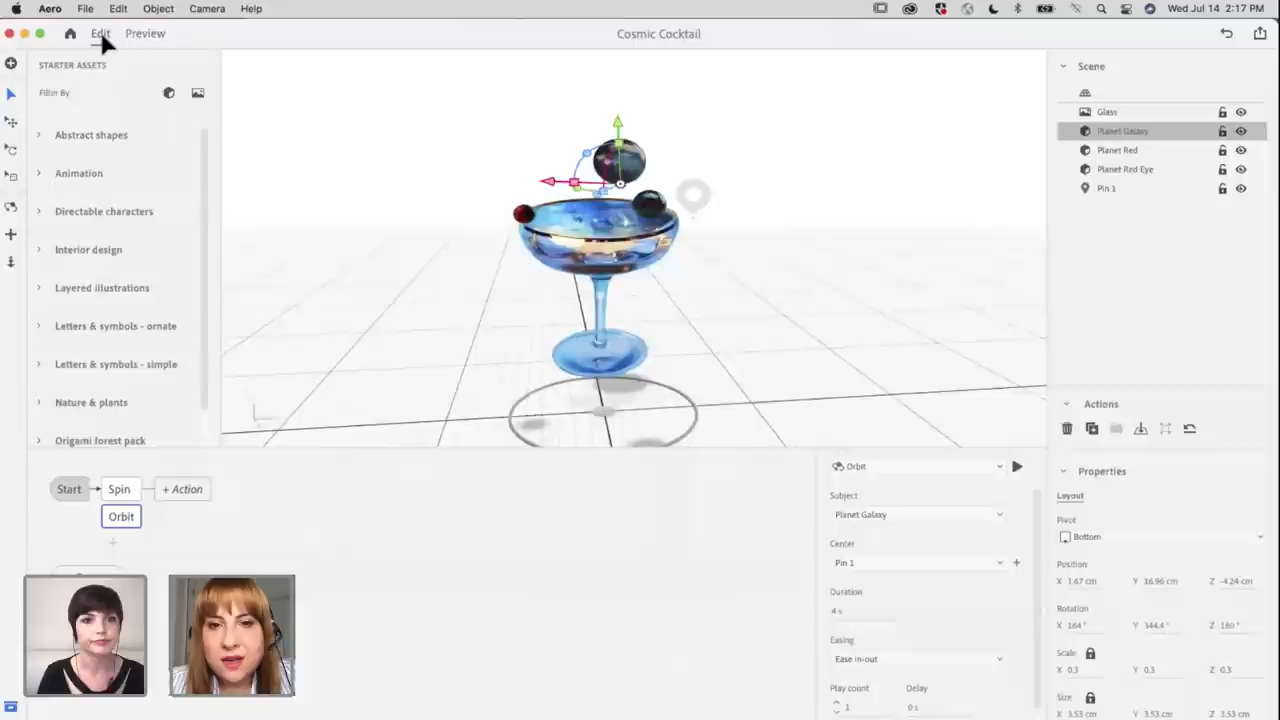 Aero File Edit Object Camera Help
Wed Jul 14 2:17 PM
Edit Preview
Cosmic Cocktail
STARTER ASSETS
Filter By
Abstract shapes
Animation
Directable characters
Interior design
Layered illustrations
Letters & symbols - ornate
Letters & symbols - simple
Nature & plants
Origami forest pack
Scene
Glass
Planet Galaxy
Planet Red
Planet Red Eye
Pin 1
Actions
Properties
Layout
Pivot
Bottom
Position
X 1.67 cm Y 16.96 cm Z -4.24 cm
Rotation
X 164° Y 344.4° Z 180°
Scale
X 0.3 Y 0.3 Z 0.3
Size
X 3.53 cm Y 3.53 cm Z 3.53 cm
Start Spin + Action
Orbit
+
Orbit
Subject
Planet Galaxy
Center
Pin 1 +
Duration
4 s
Easing
Ease in-out
Play count Delay
1 0 s